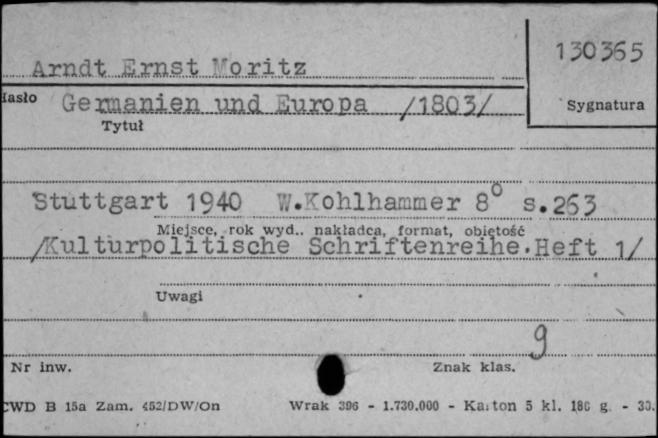 130365
Arndt Ernst Moritz
Hasło Germanien und Europa /1803/ Sygnatura
Tytuł
Stuttgart 1940 W.Kohlhammer 8⁰ s.263
Miejsce, rok wyd., nakładca, format, objętość
/Kulturpolitische Schriftenreihe.Heft 1/
Uwagi
9
Nr inw. Znak klas.
CWD B 15a Zam. 452/DW/On Wrak 396 - 1.730.000 - Karton 5 kl. 180 g. - 30.